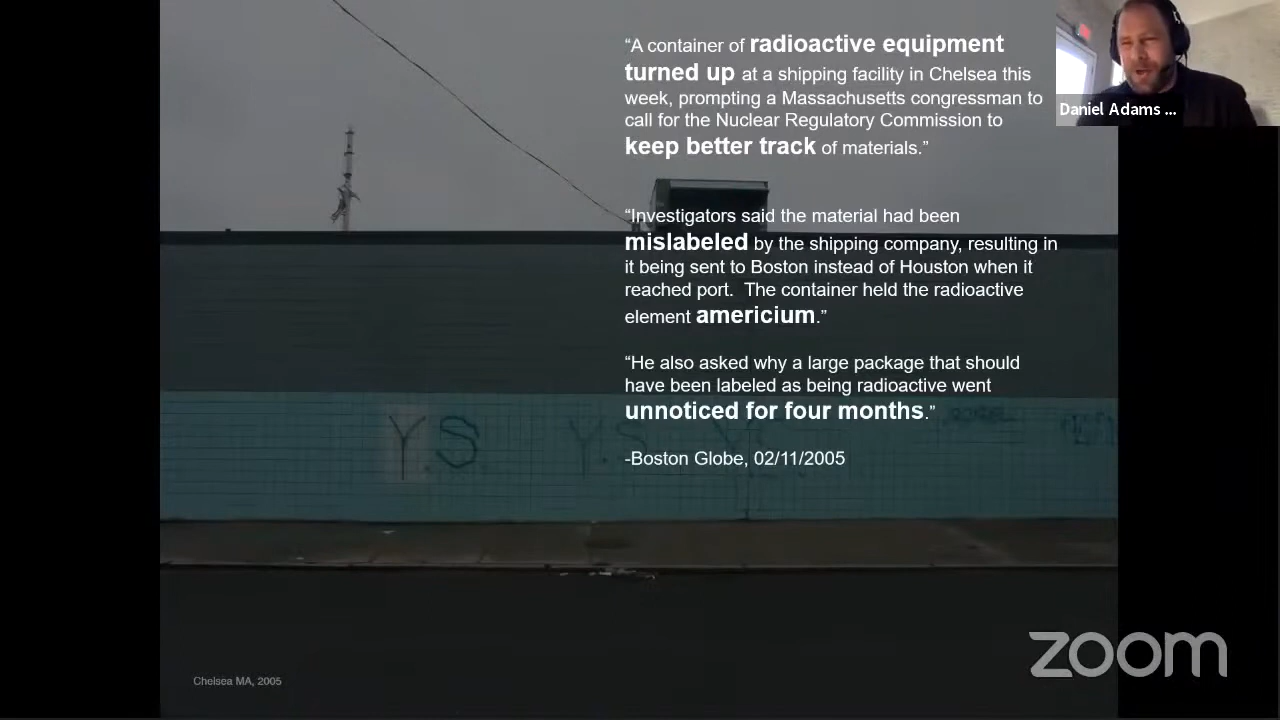 “A container of radioactive equipment
turned up at a shipping facility in Chelsea this
week, prompting a Massachusetts congressman to
call for the Nuclear Regulatory Commission to
keep better track of materials.”
Daniel Adams ...
“Investigators said the material had been
mislabeled by the shipping company, resulting in
it being sent to Boston instead of Houston when it
reached port.  The container held the radioactive
element americium.”
“He also asked why a large package that should
have been labeled as being radioactive went
unnoticed for four months.”
Y.S
Y.S
-Boston Globe, 02/11/2005
zoom
Chelsea MA, 2005